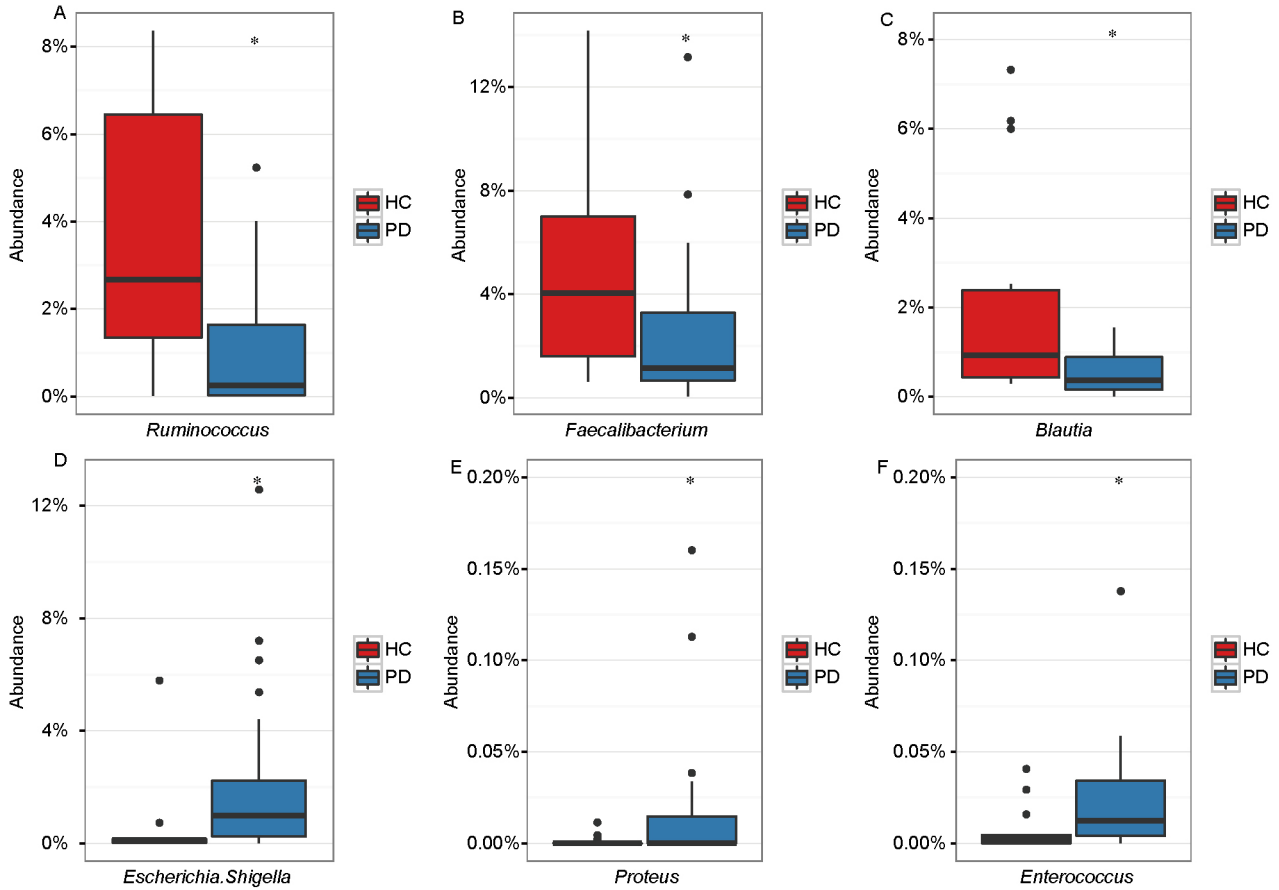 A
Abundance
8%
6%
4%
2%
0%
*
Ruminococcus
HC
PD
B
Abundance
12%
8%
4%
0%
*
Faecalibacterium
HC
PD
C
Abundance
8%
6%
4%
2%
0%
*
Blautia
HC
PD
D
Abundance
12%
8%
4%
0%
*
Escherichia.Shigella
HC
PD
E
Abundance
0.20%
0.15%
0.10%
0.05%
0.00%
*
Proteus
HC
PD
F
Abundance
0.20%
0.15%
0.10%
0.05%
0.00%
*
Enterococcus
HC
PD